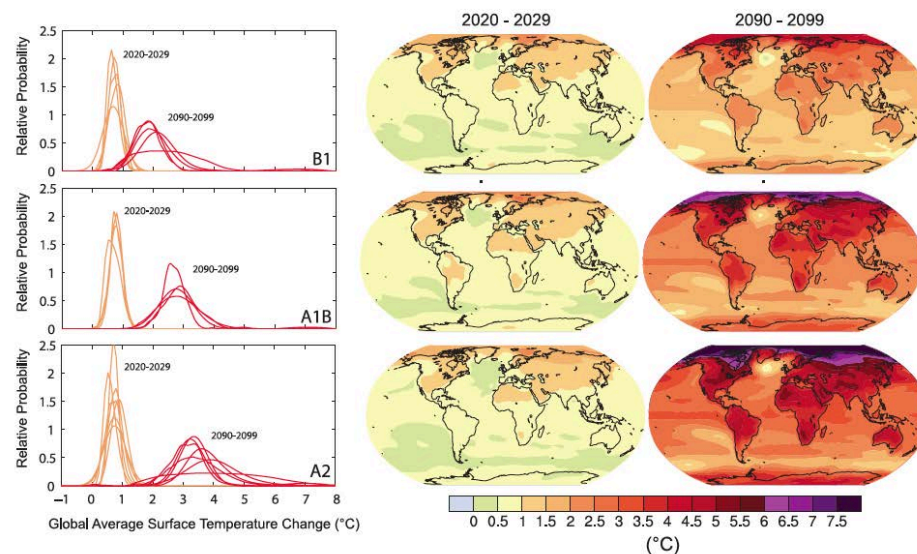 2020 - 2029
2090 - 2099
Relative Probability
2.5
2
1.5
1
0.5
0
2020-2029
2090-2099
B1
Relative Probability
2.5
2
1.5
1
0.5
0
2020-2029
2090-2099
A1B
Relative Probability
2.5
2
1.5
1
0.5
0
2020-2029
2090-2099
A2
−1 0 1 2 3 4 5 6 7 8
Global Average Surface Temperature Change (°C)
0 0.5 1 1.5 2 2.5 3 3.5 4 4.5 5 5.5 6 6.5 7 7.5
(°C)